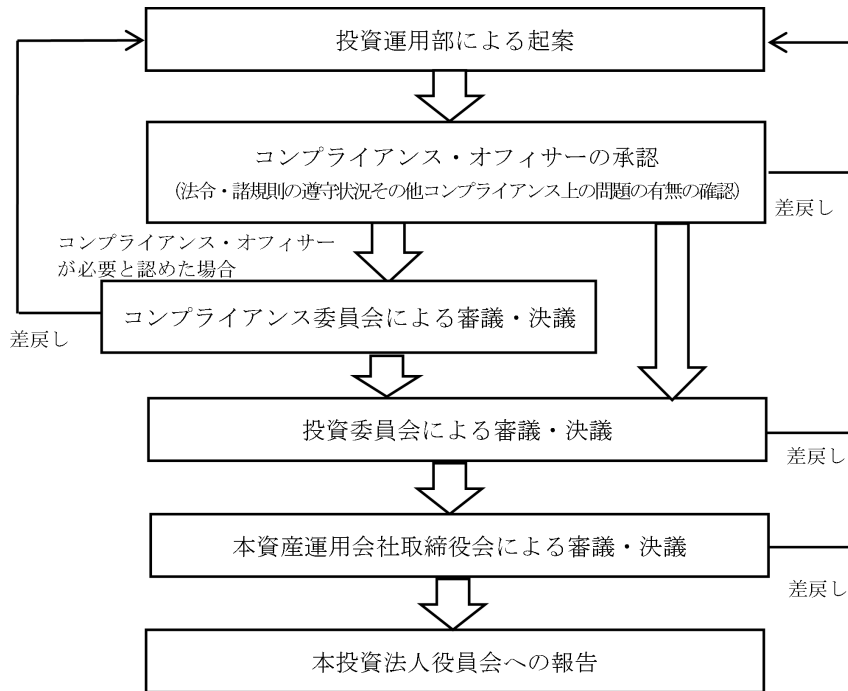 投資運用部による起案
コンプライアンス・オフィサーの承認
（法令・諸規則の遵守状況その他コンプライアンス上の問題の有無の確認）
差戻し
コンプライアンス・オフィサー
が必要と認めた場合
コンプライアンス委員会による審議・決議
差戻し
投資委員会による審議・決議
差戻し
本資産運用会社取締役会による審議・決議
差戻し
本投資法人役員会への報告